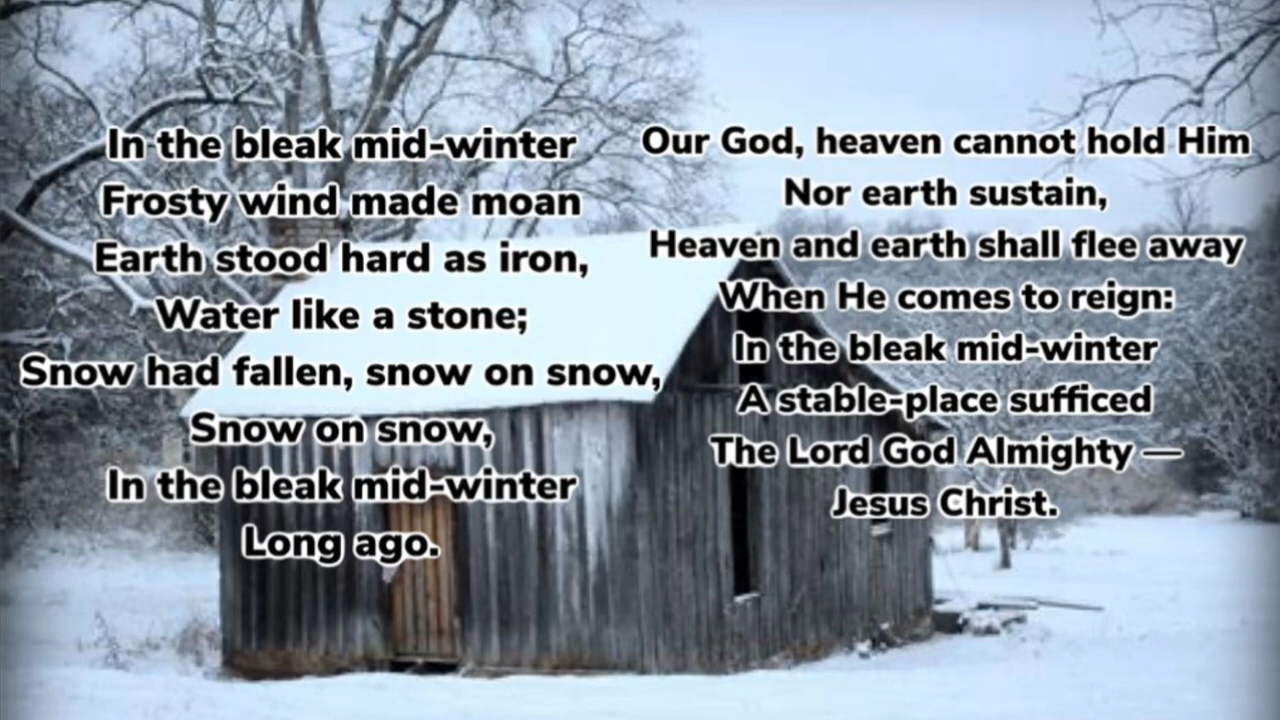 In the bleak mid-winter
Frosty wind made moan
Earth stood hard as iron,
Water like a stone;
Snow had fallen, snow on snow,
Snow on snow,
In the bleak mid-winter
Long ago.
Our God, heaven cannot hold Him
Nor earth sustain,
Heaven and earth shall flee away
When He comes to reign:
In the bleak mid-winter
A stable-place sufficed
The Lord God Almighty —
Jesus Christ.